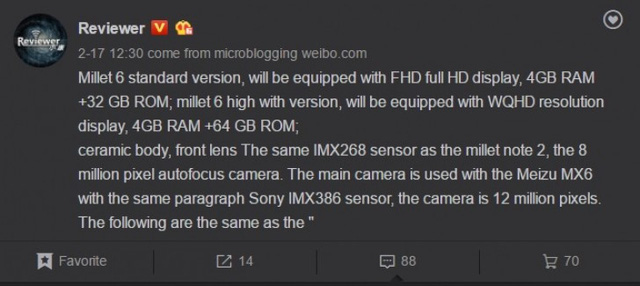 Reviewer V
Reviewer
2-17 12:30 come from microblogging weibo.com
Millet 6 standard version, will be equipped with FHD full HD display, 4GB RAM
+32 GB ROM; millet 6 high with version, will be equipped with WQHD resolution
display, 4GB RAM +64 GB ROM;
ceramic body, front lens The same IMX268 sensor as the millet note 2, the 8
million pixel autofocus camera. The main camera is used with the Meizu MX6
with the same paragraph Sony IMX386 sensor, the camera is 12 million pixels.
The following are the same as the "
Favorite 14 88 70